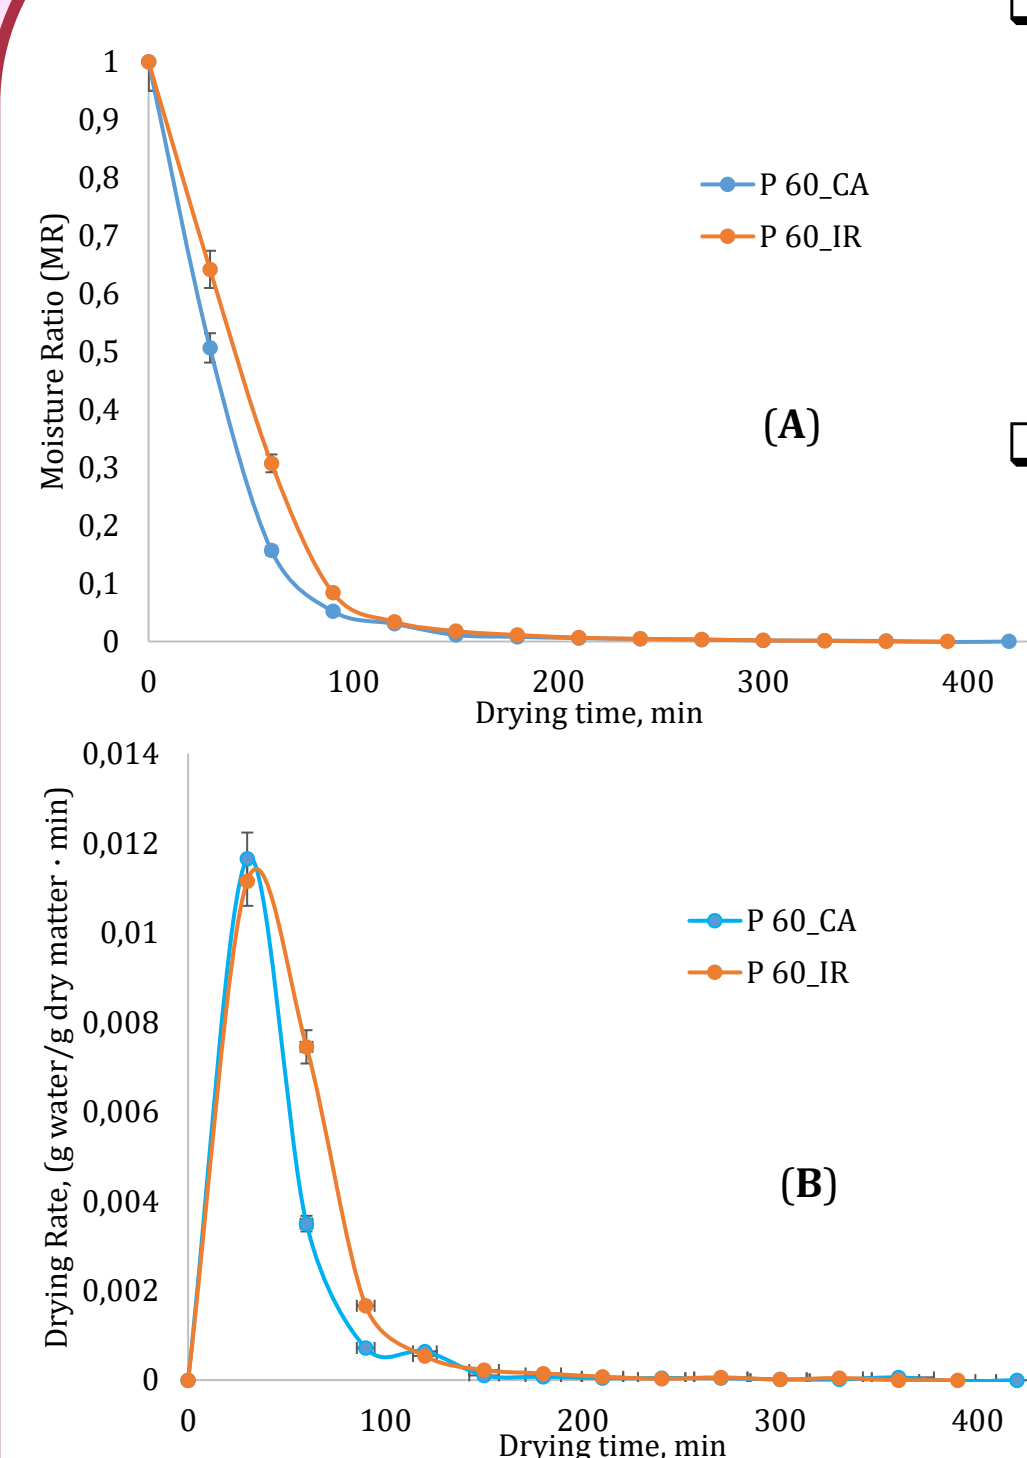 1
0,9
0,8
0,7
0,6
0,5
0,4
0,3
0,2
0,1
0
Moisture Ratio (MR)
P 60_CA
P 60_IR
(A)
0 100 200 300 400
Drying time, min
0,014
0,012
0,01
0,008
0,006
0,004
0,002
0
Drying Rate, (g water/g dry matter · min)
P 60_CA
P 60_IR
(B)
0 100 200 300 400
Drying time, min